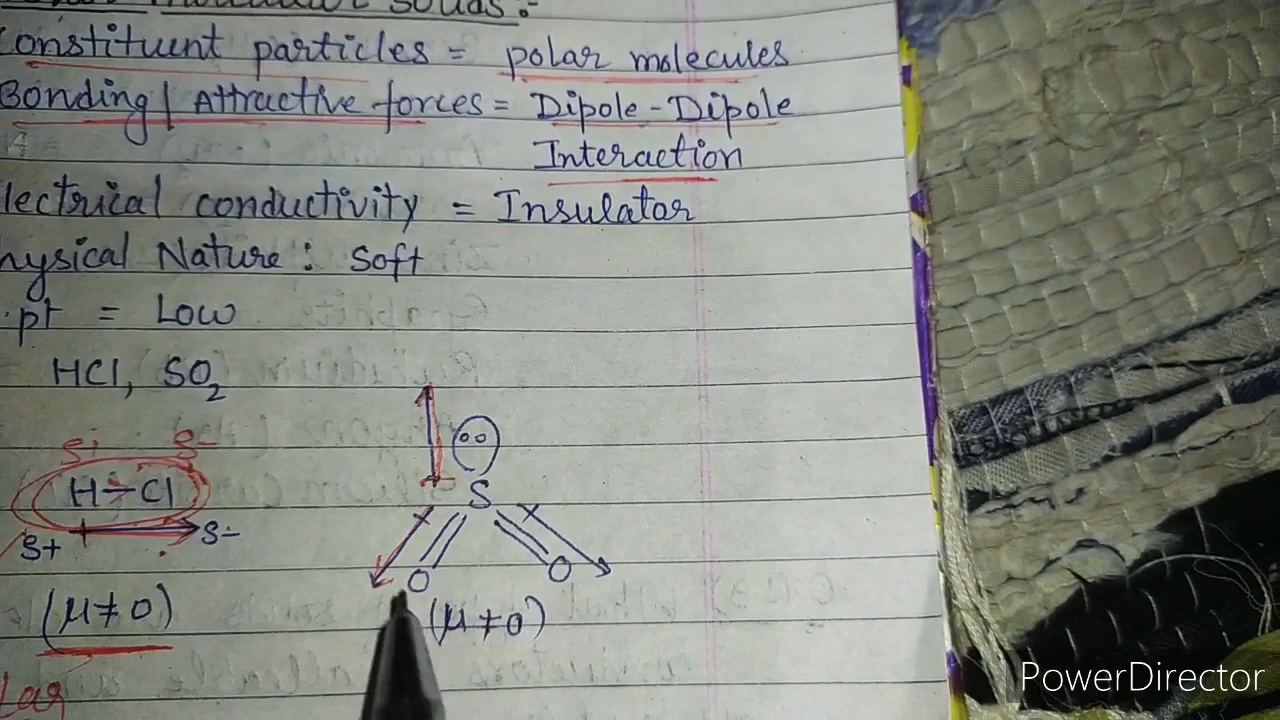 solids :-
Constituent particles = polar molecules
Bonding | Attractive forces = Dipole-Dipole
Interaction
lectrical conductivity = Insulator
hysical Nature : Soft
.pt = Low
HCl, SO₂
δ+ δ-
H-Cl
δ+ δ-
(μ≠0)
S
O O
(μ≠0)
PowerDirector